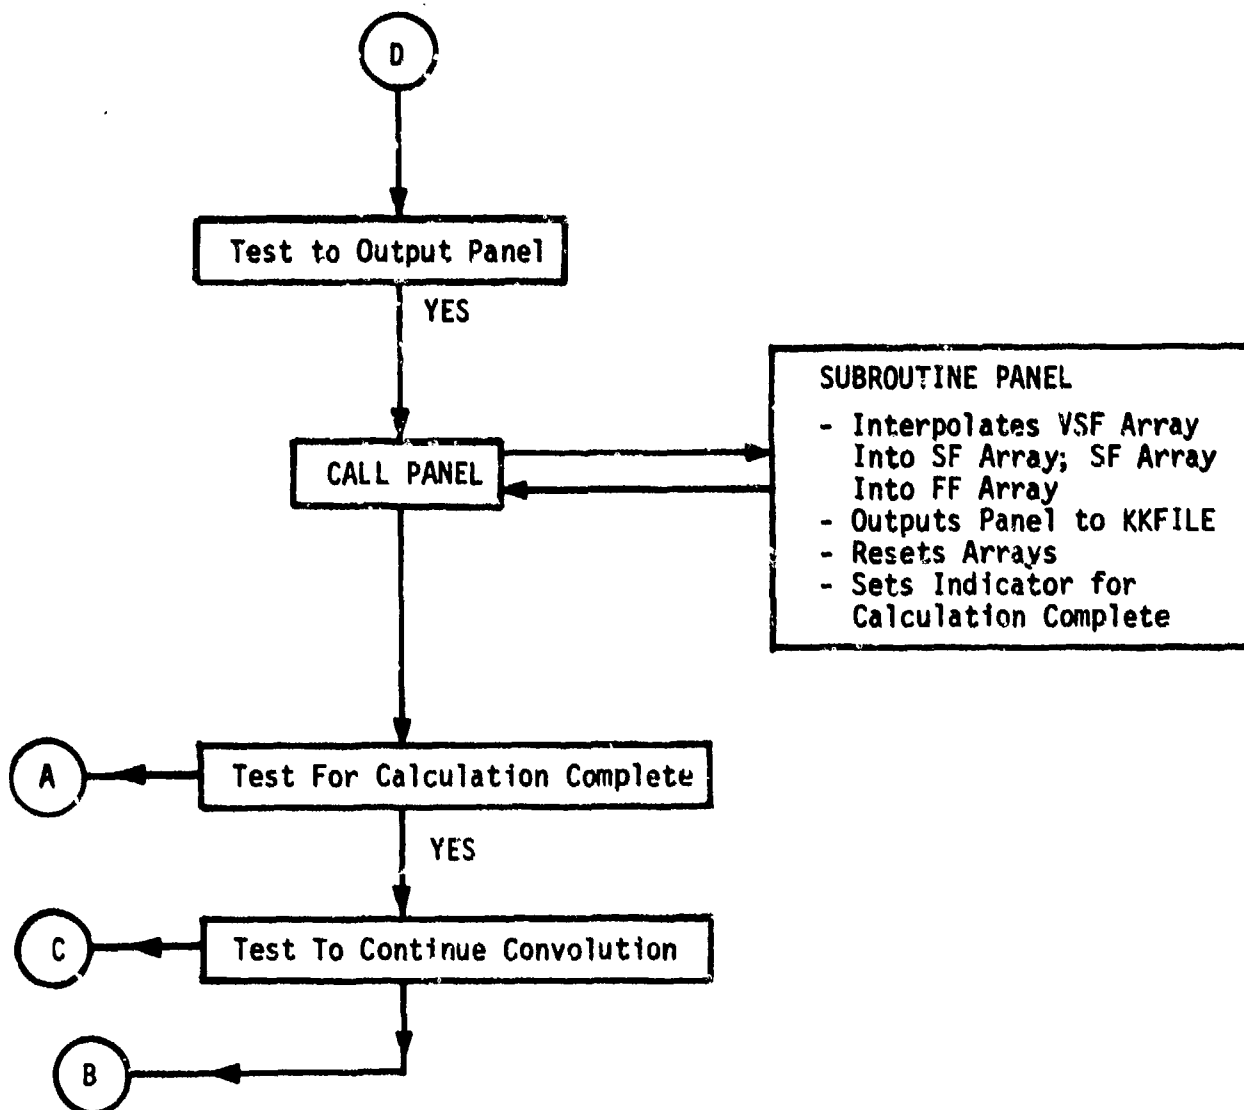 D
Test to Output Panel
YES
CALL PANEL
SUBROUTINE PANEL
- Interpolates VSF Array
Into SF Array; SF Array
Into FF Array
- Outputs Panel to KKFILE
- Resets Arrays
- Sets Indicator for
Calculation Complete
A
Test For Calculation Complete
YES
C
Test To Continue Convolution
B